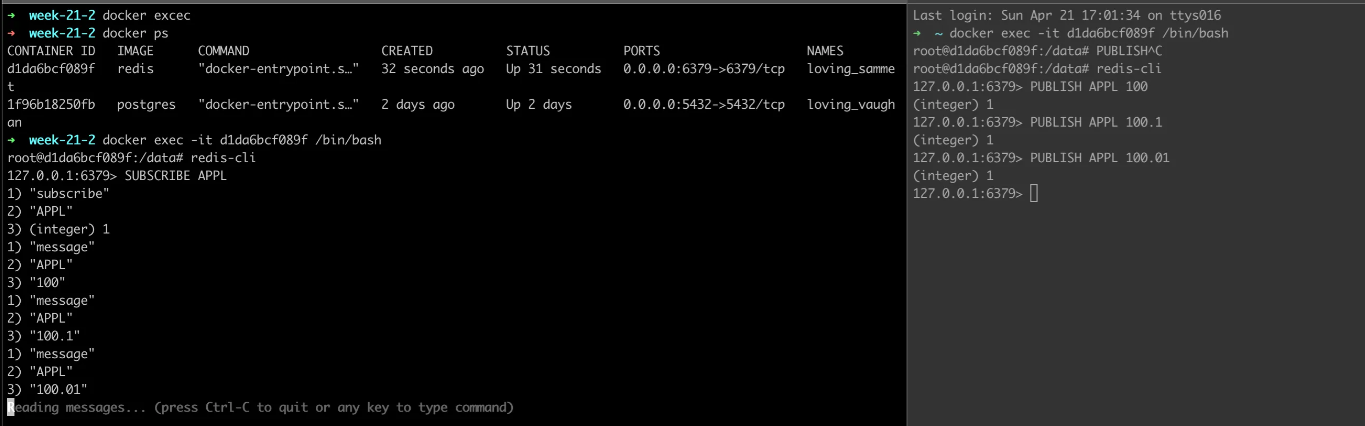 ➜  week-21-2 docker excec
➜  week-21-2 docker ps
CONTAINER ID   IMAGE      COMMAND                  CREATED          STATUS          PORTS                    NAMES
d1da6bcf089f   redis      "docker-entrypoint.s…"   32 seconds ago   Up 31 seconds   0.0.0.0:6379->6379/tcp   loving_samme
t
1f96b18250fb   postgres   "docker-entrypoint.s…"   2 days ago       Up 2 days       0.0.0.0:5432->5432/tcp   loving_vaugh
an
➜  week-21-2 docker exec -it d1da6bcf089f /bin/bash
root@d1da6bcf089f:/data# redis-cli
127.0.0.1:6379> SUBSCRIBE APPL
1) "subscribe"
2) "APPL"
3) (integer) 1
1) "message"
2) "APPL"
3) "100"
1) "message"
2) "APPL"
3) "100.1"
1) "message"
2) "APPL"
3) "100.01"
Reading messages... (press Ctrl-C to quit or any key to type command)
Last login: Sun Apr 21 17:01:34 on ttys016
➜  ~ docker exec -it d1da6bcf089f /bin/bash
root@d1da6bcf089f:/data# PUBLISH^C
root@d1da6bcf089f:/data# redis-cli
127.0.0.1:6379> PUBLISH APPL 100
(integer) 1
127.0.0.1:6379> PUBLISH APPL 100.1
(integer) 1
127.0.0.1:6379> PUBLISH APPL 100.01
(integer) 1
127.0.0.1:6379>